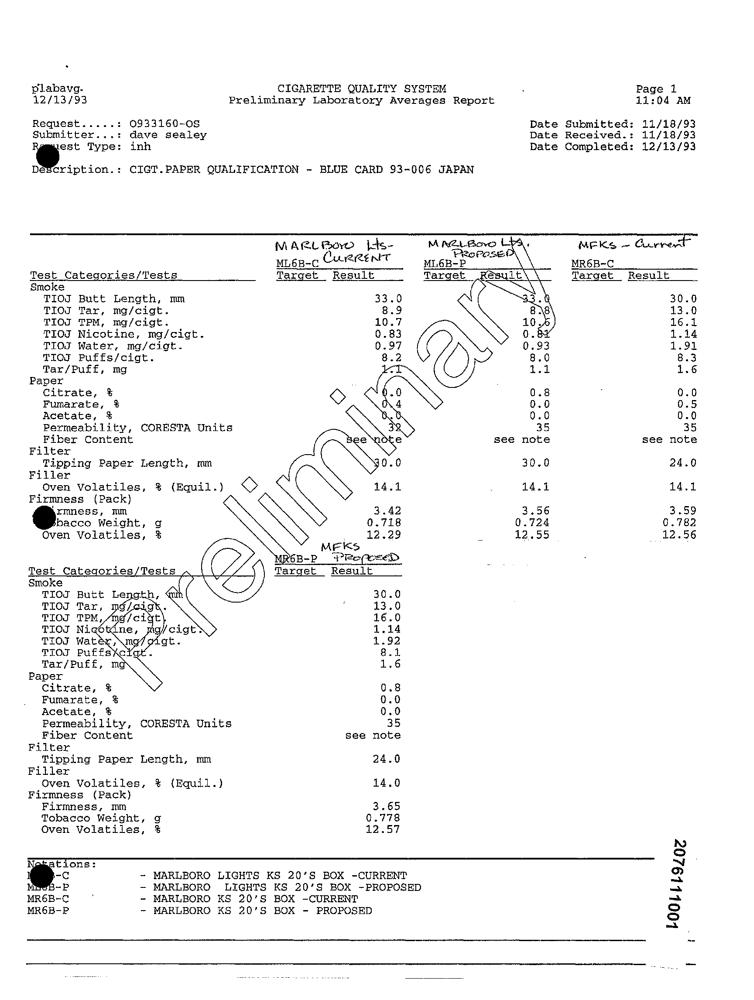 plabavg. CIGARETTE QUALITY SYSTEM Page 1
12/13/93 Preliminary Laboratory Averages Report 11:04 AM
Request.....: O933160-OS Date Submitted: 11/18/93
Submitter...: dave sealey Date Received.: 11/18/93
Request Type: inh Date Completed: 12/13/93
Description.: CIGT.PAPER QUALIFICATION - BLUE CARD 93-006 JAPAN
MARLBORO Lts- MARLBORO Lts. MFKS - Current
CURRENT PROPOSED
ML6B-C ML6B-P MR6B-C
Test Categories/Tests Target Result Target Result Target Result
Smoke
TIOJ Butt Length, mm 33.0 33.0 30.0
TIOJ Tar, mg/cigt. 8.9 8.8 13.0
TIOJ TPM, mg/cigt. 10.7 10.6 16.1
TIOJ Nicotine, mg/cigt. 0.83 0.81 1.14
TIOJ Water, mg/cigt. 0.97 0.93 1.91
TIOJ Puffs/cigt. 8.2 8.0 8.3
Tar/Puff, mg 1.1 1.1 1.6
Paper
Citrate, % 0.0 0.8 0.0
Fumarate, % 0.4 0.0 0.5
Acetate, % 0.0 0.0 0.0
Permeability, CORESTA Units 32 35 35
Fiber Content see note see note see note
Filter
Tipping Paper Length, mm 30.0 30.0 24.0
Filler
Oven Volatiles, % (Equil.) 14.1 14.1 14.1
Firmness (Pack)
Firmness, mm 3.42 3.56 3.59
Tobacco Weight, g 0.718 0.724 0.782
Oven Volatiles, % 12.29 12.55 12.56
MFKS
MR6B-P PROPOSED
Test Categories/Tests Target Result
Smoke
TIOJ Butt Length, mm 30.0
TIOJ Tar, mg/cigt. 13.0
TIOJ TPM, mg/cigt. 16.0
TIOJ Nicotine, mg/cigt. 1.14
TIOJ Water, mg/cigt. 1.92
TIOJ Puffs/cigt. 8.1
Tar/Puff, mg 1.6
Paper
Citrate, % 0.8
Fumarate, % 0.0
Acetate, % 0.0
Permeability, CORESTA Units 35
Fiber Content see note
Filter
Tipping Paper Length, mm 24.0
Filler
Oven Volatiles, % (Equil.) 14.0
Firmness (Pack)
Firmness, mm 3.65
Tobacco Weight, g 0.778
Oven Volatiles, % 12.57
Preliminary
Notations:
ML6B-C - MARLBORO LIGHTS KS 20'S BOX -CURRENT
ML6B-P - MARLBORO LIGHTS KS 20'S BOX -PROPOSED
MR6B-C - MARLBORO KS 20'S BOX -CURRENT
MR6B-P - MARLBORO KS 20'S BOX - PROPOSED
2076111001